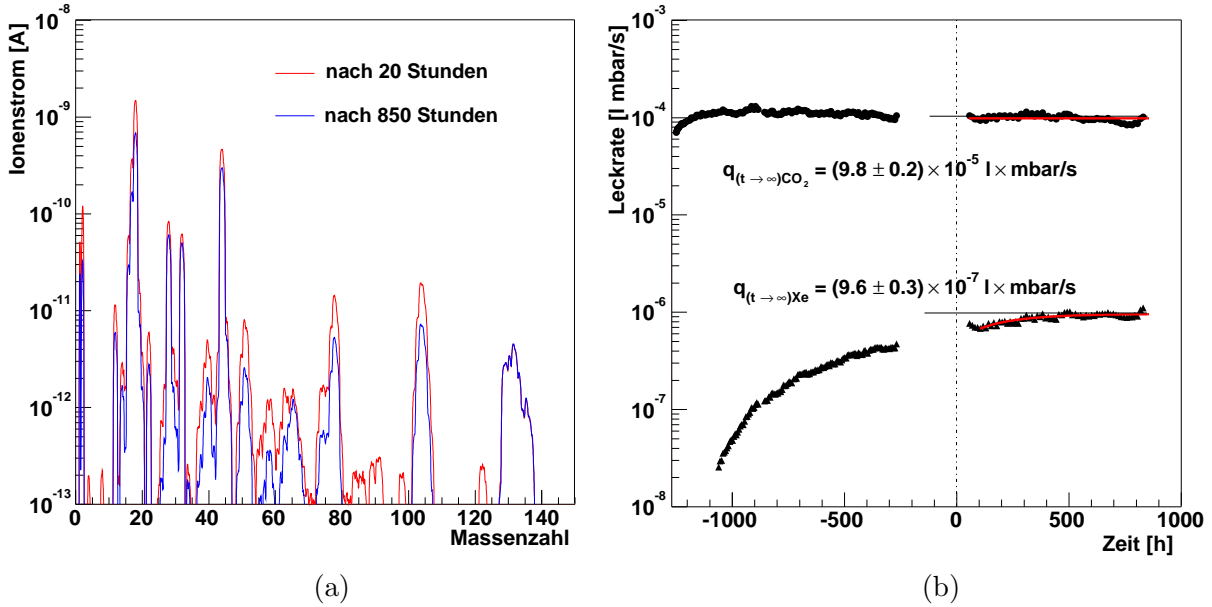 Ionenstrom [A]
10⁻⁸
10⁻⁹
10⁻¹⁰
10⁻¹¹
10⁻¹²
10⁻¹³
nach 20 Stunden
nach 850 Stunden
0 20 40 60 80 100 120 140
Massenzahl
(a)
Leckrate [l mbar/s]
10⁻³
10⁻⁴
10⁻⁵
10⁻⁶
10⁻⁷
10⁻⁸
q(t → ∞)CO₂ = (9.8 ± 0.2) × 10⁻⁵ l × mbar/s
q(t → ∞)Xe = (9.6 ± 0.3) × 10⁻⁷ l × mbar/s
-1000 -500 0 500 1000
Zeit [h]
(b)